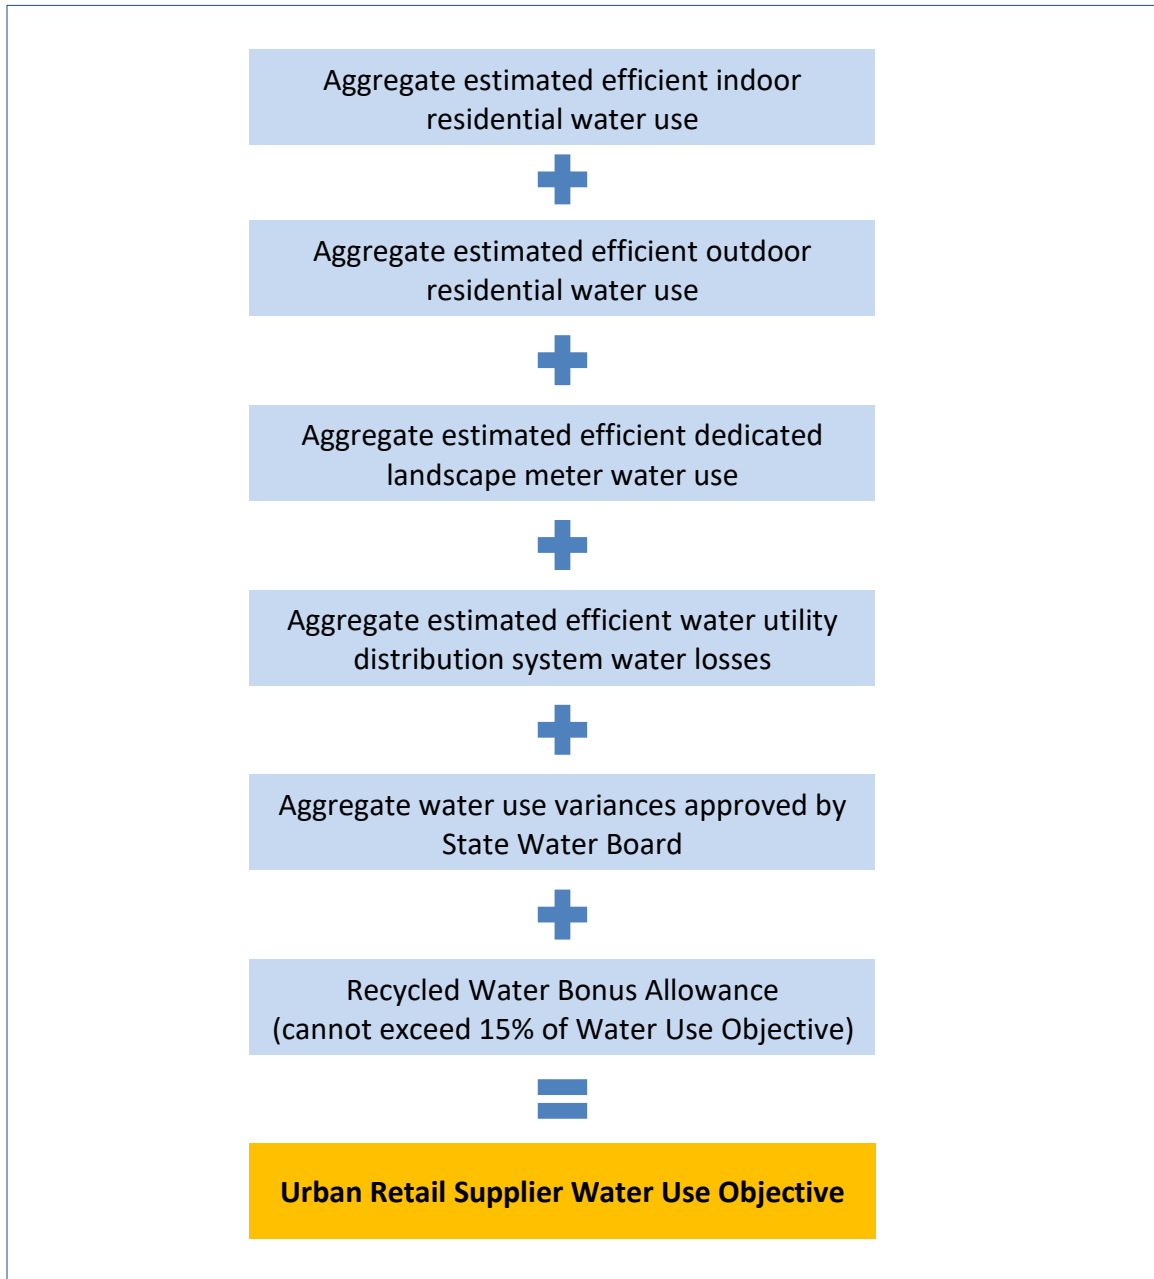 Aggregate estimated efficient indoor
residential water use
Aggregate estimated efficient outdoor
residential water use
Aggregate estimated efficient dedicated
landscape meter water use
Aggregate estimated efficient water utility
distribution system water losses
Aggregate water use variances approved by
State Water Board
Recycled Water Bonus Allowance
(cannot exceed 15% of Water Use Objective)
Urban Retail Supplier Water Use Objective